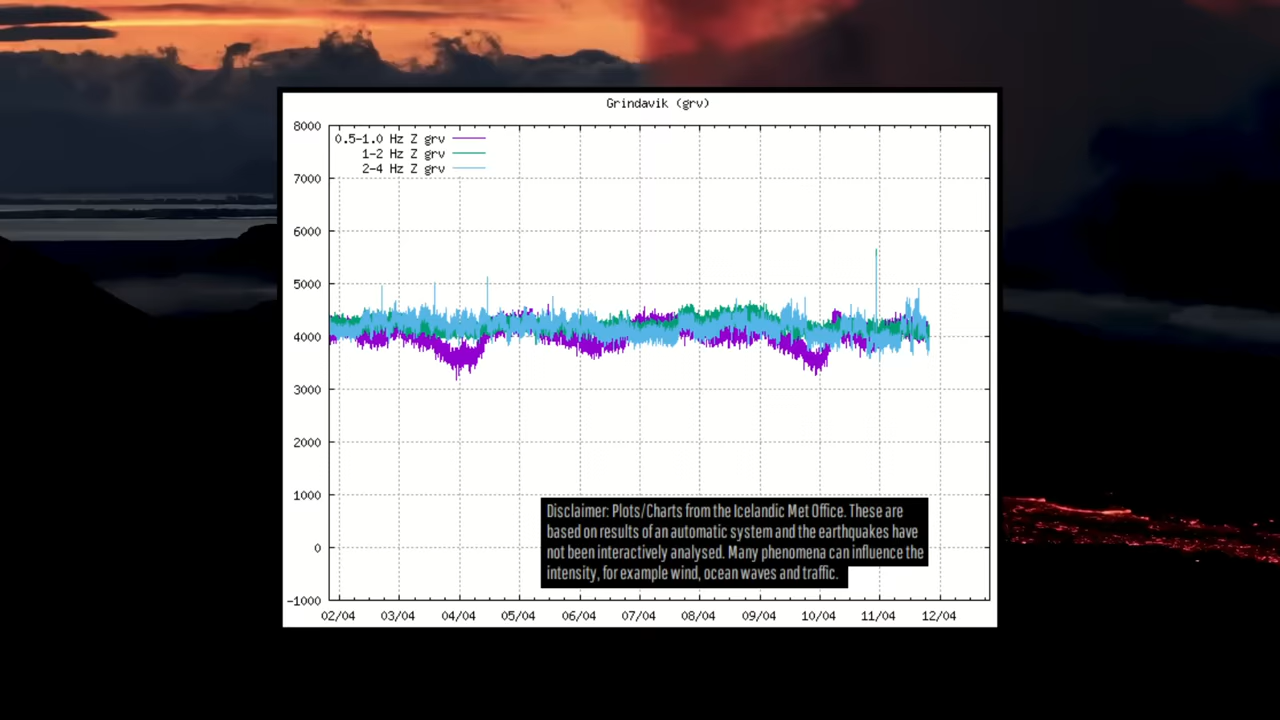 Grindavik (grv)
8000
0.5-1.0 Hz Z grv
1-2 Hz Z grv
2-4 Hz Z grv
7000
6000
5000
4000
3000
2000
1000
0
-1000
Disclaimer: Plots/Charts from the Icelandic Met Office. These are
based on results of an automatic system and the earthquakes have
not been interactively analysed. Many phenomena can influence the
intensity, for example wind, ocean waves and traffic.
02/04 03/04 04/04 05/04 06/04 07/04 08/04 09/04 10/04 11/04 12/04